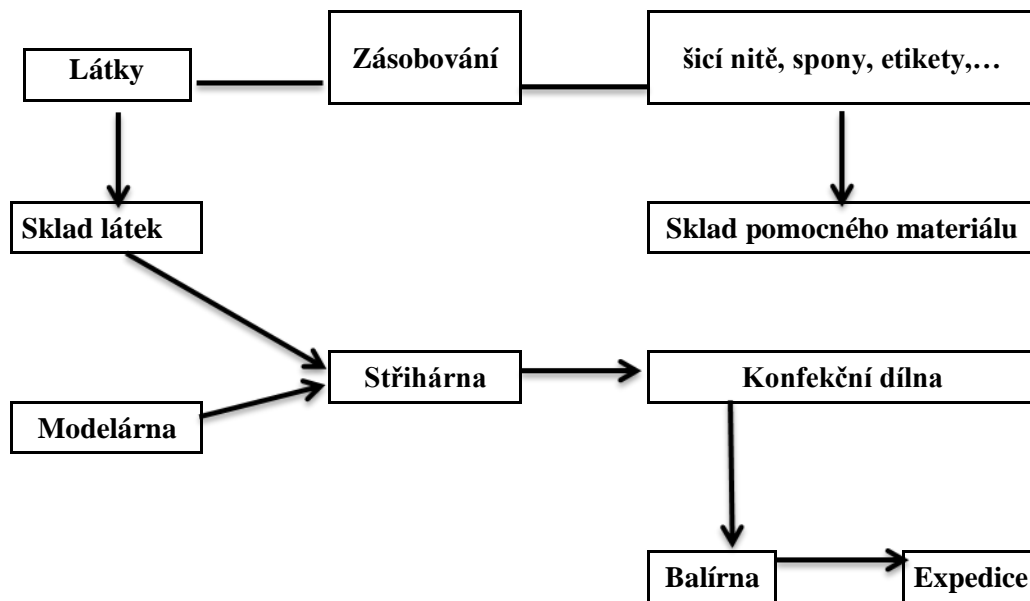 Látky
Zásobování
šicí nitě, spony, etikety,…
Sklad látek
Sklad pomocného materiálu
Střihárna
Konfekční dílna
Modelárna
Balírna
Expedice